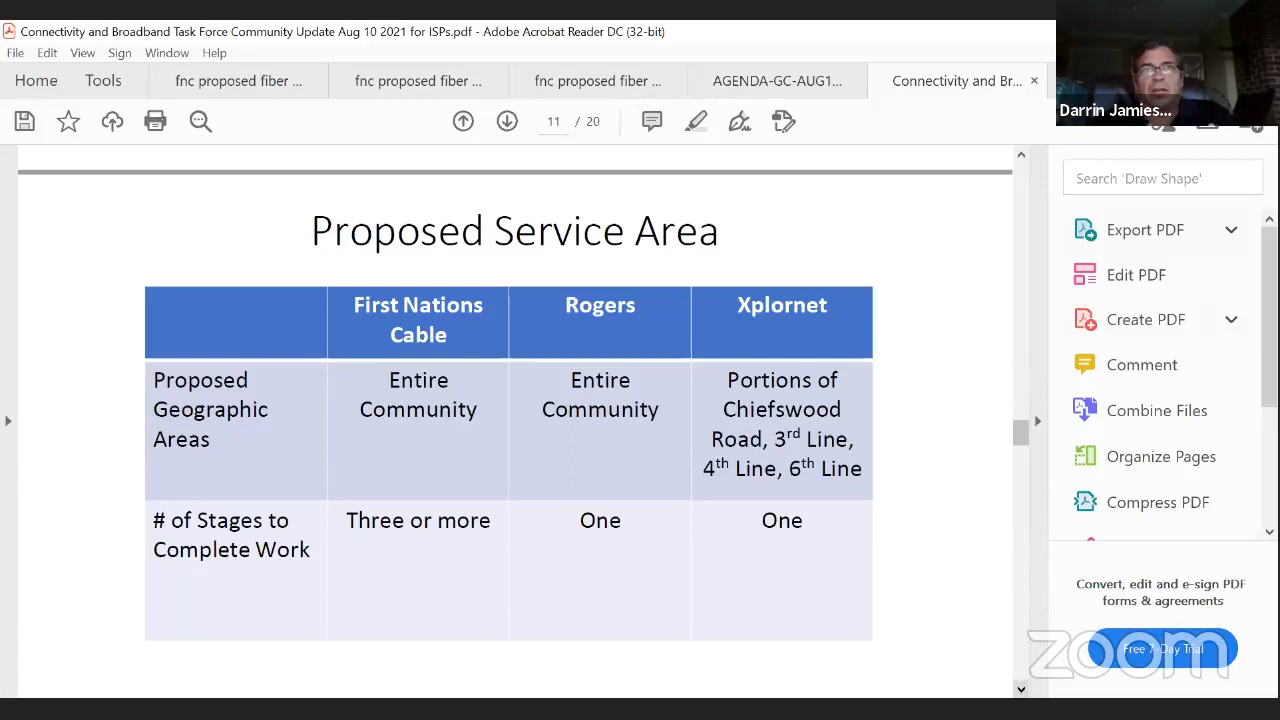 Connectivity and Broadband Task Force Community Update Aug 10 2021 for ISPs.pdf - Adobe Acrobat Reader DC (32-bit)
File Edit View Sign Window Help
Home Tools fnc proposed fiber ... fnc proposed fiber ... fnc proposed fiber ... AGENDA-GC-AUG1... Connectivity and Br... ×
Darrin Jamies...
11 / 20
Search 'Draw Shape'
Proposed Service Area
First Nations
Cable
Rogers
Xplornet
Proposed
Geographic
Areas
Entire
Community
Entire
Community
Portions of
Chiefswood
Road, 3rd Line,
4th Line, 6th Line
# of Stages to
Complete Work
Three or more
One
One
Export PDF
Edit PDF
Create PDF
Comment
Combine Files
Organize Pages
Compress PDF
Convert, edit and e-sign PDF
forms & agreements
Free 7-Day Trial
zoom